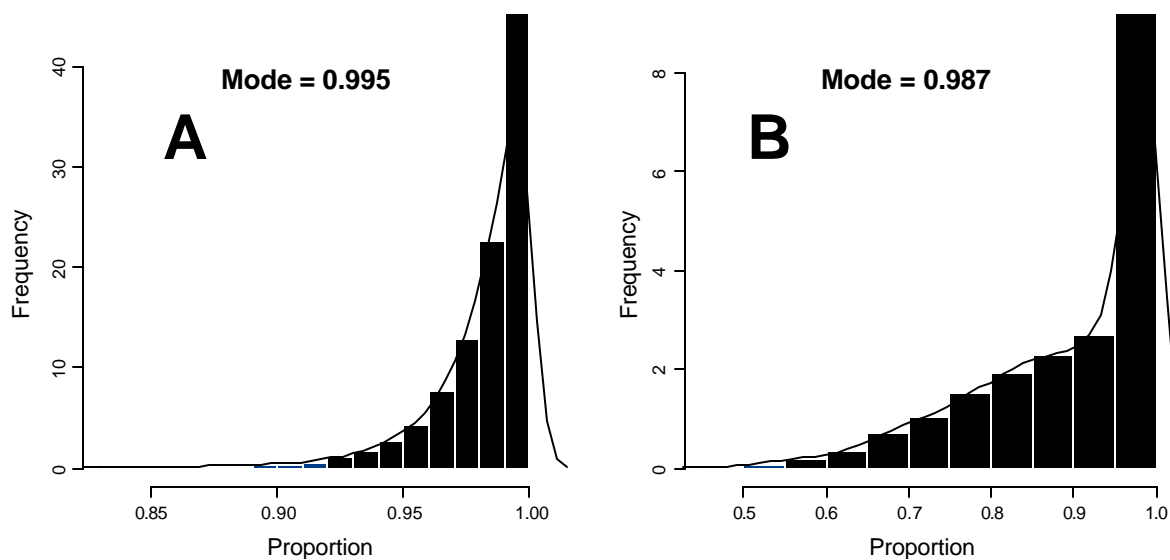 Mode = 0.995
A
Frequency
40
30
20
10
0
0.85 0.90 0.95 1.00
Proportion
Mode = 0.987
B
Frequency
8
6
4
2
0
0.5 0.6 0.7 0.8 0.9 1.0
Proportion